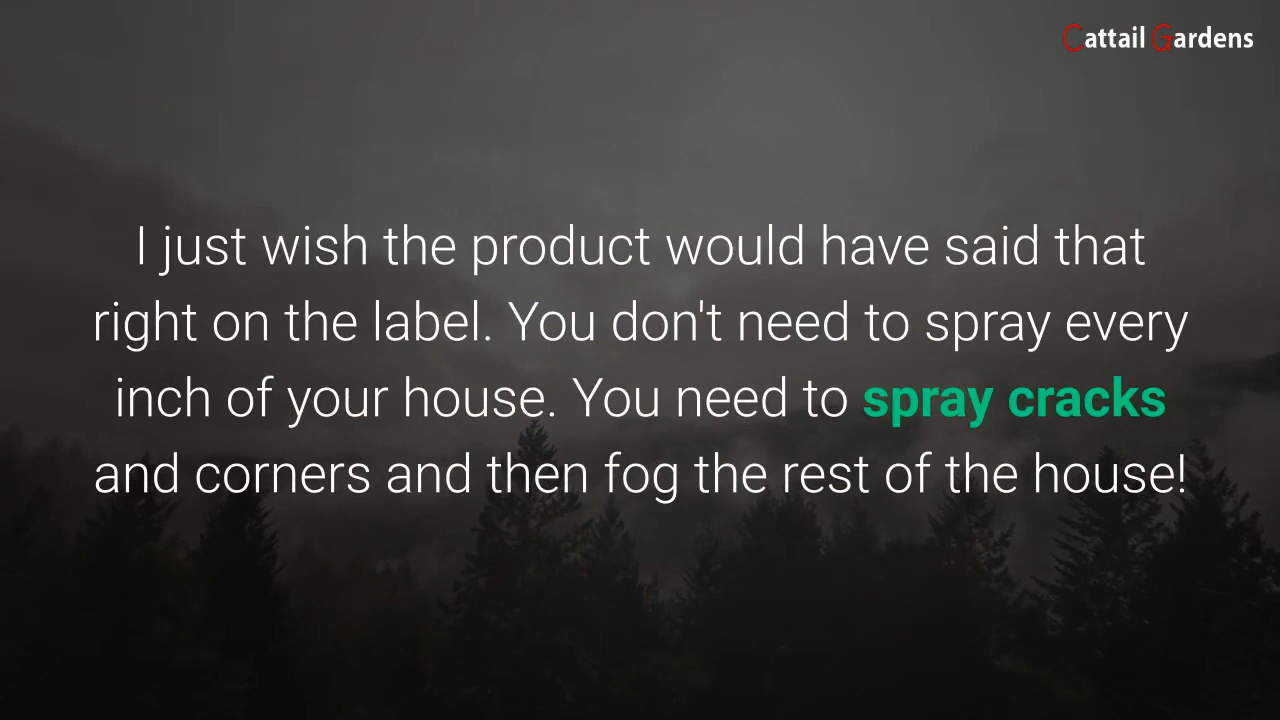 Cattail Gardens
I just wish the product would have said that
right on the label. You don't need to spray every
inch of your house. You need to spray cracks
and corners and then fog the rest of the house!